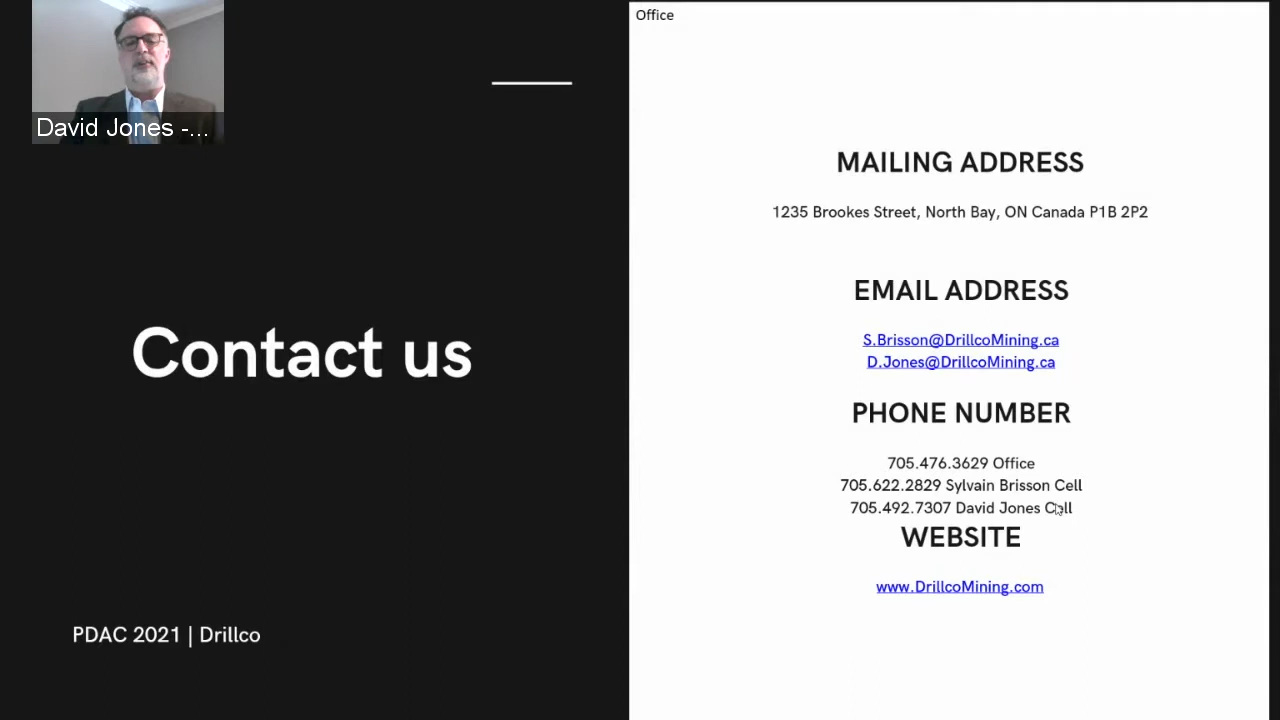 David Jones -...
Contact us
PDAC 2021 | Drillco
Office
MAILING ADDRESS
1235 Brookes Street, North Bay, ON Canada P1B 2P2
EMAIL ADDRESS
S.Brisson@DrillcoMining.ca
D.Jones@DrillcoMining.ca
PHONE NUMBER
705.476.3629 Office
705.622.2829 Sylvain Brisson Cell
705.492.7307 David Jones Cell
WEBSITE
www.DrillcoMining.com